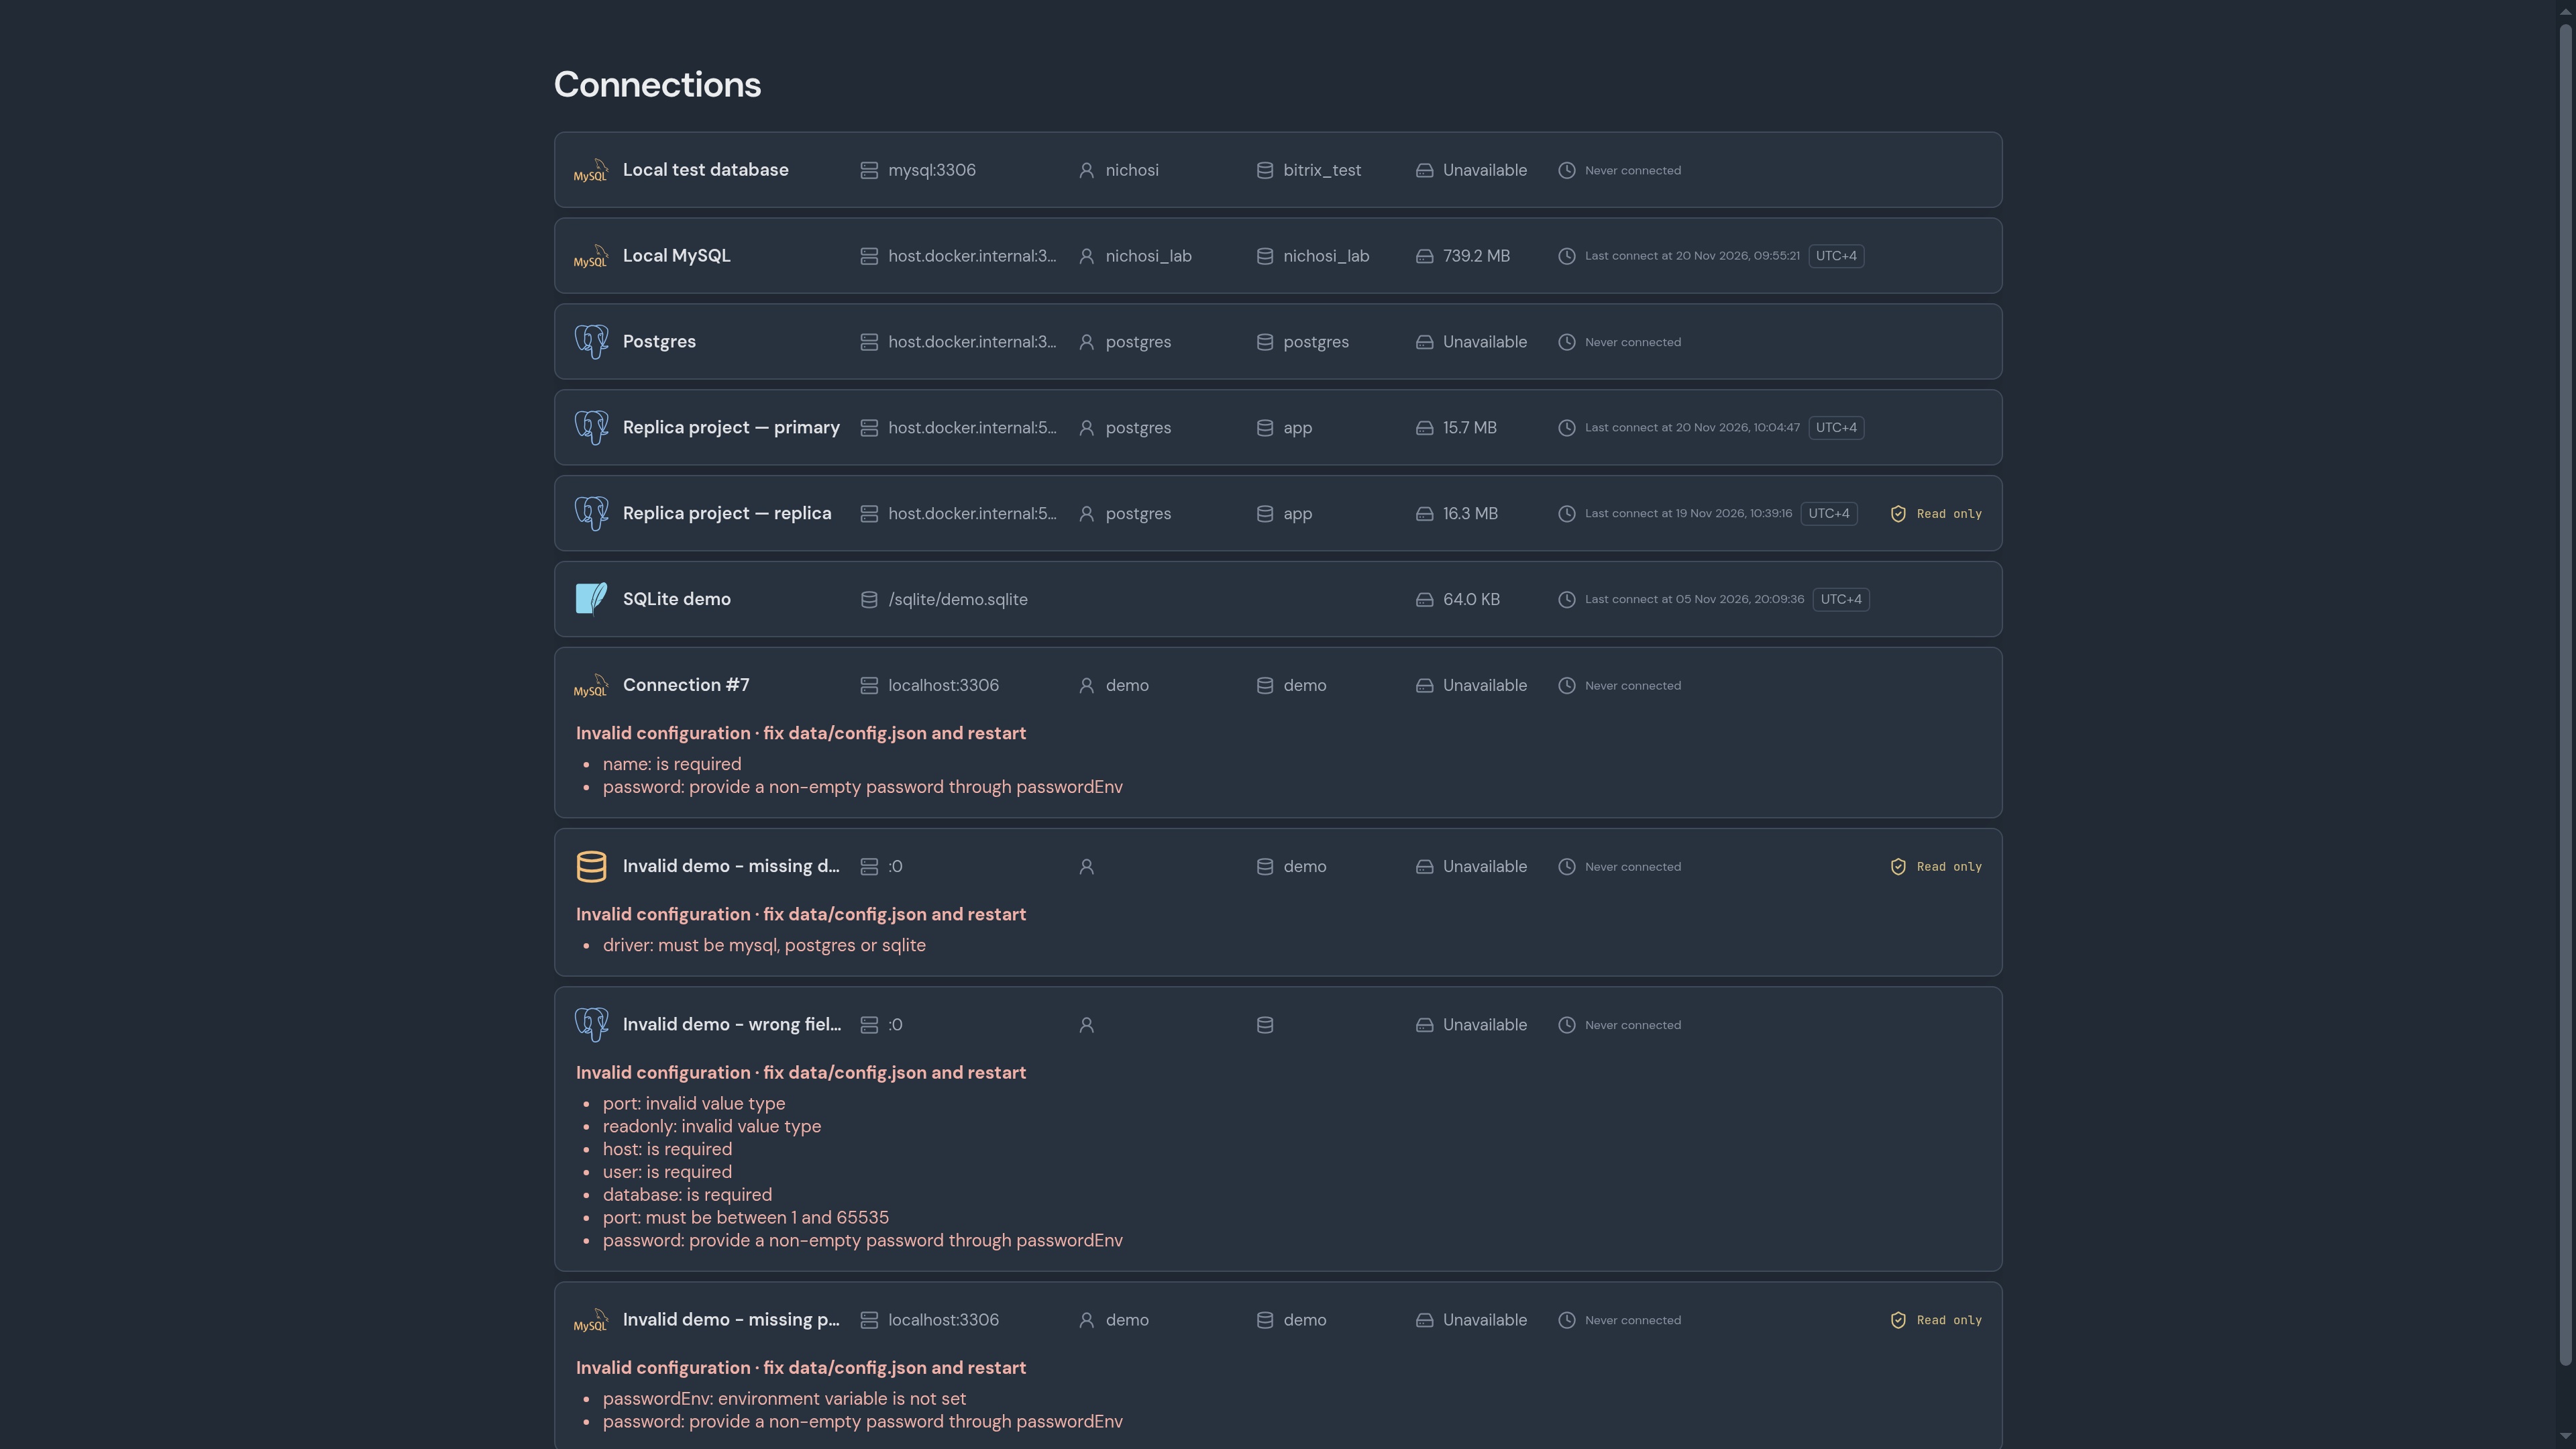 Connections
MySQL Local test database mysql:3306 nichosi bitrix_test Unavailable Never connected
MySQL Local MySQL host.docker.internal:3... nichosi_lab nichosi_lab 739.2 MB Last connect at 20 Nov 2026, 09:55:21 UTC+4
Postgres host.docker.internal:3... postgres postgres Unavailable Never connected
Replica project — primary host.docker.internal:5... postgres app 15.7 MB Last connect at 20 Nov 2026, 10:04:47 UTC+4
Replica project — replica host.docker.internal:5... postgres app 16.3 MB Last connect at 19 Nov 2026, 10:39:16 UTC+4 Read only
SQLite demo /sqlite/demo.sqlite 64.0 KB Last connect at 05 Nov 2026, 20:09:36 UTC+4
MySQL Connection #7 localhost:3306 demo demo Unavailable Never connected
Invalid configuration · fix data/config.json and restart
• name: is required
• password: provide a non-empty password through passwordEnv
Invalid demo - missing d... :0 demo Unavailable Never connected Read only
Invalid configuration · fix data/config.json and restart
• driver: must be mysql, postgres or sqlite
Invalid demo - wrong fiel... :0 Unavailable Never connected
Invalid configuration · fix data/config.json and restart
• port: invalid value type
• readonly: invalid value type
• host: is required
• user: is required
• database: is required
• port: must be between 1 and 65535
• password: provide a non-empty password through passwordEnv
MySQL Invalid demo - missing p... localhost:3306 demo demo Unavailable Never connected Read only
Invalid configuration · fix data/config.json and restart
• passwordEnv: environment variable is not set
• password: provide a non-empty password through passwordEnv